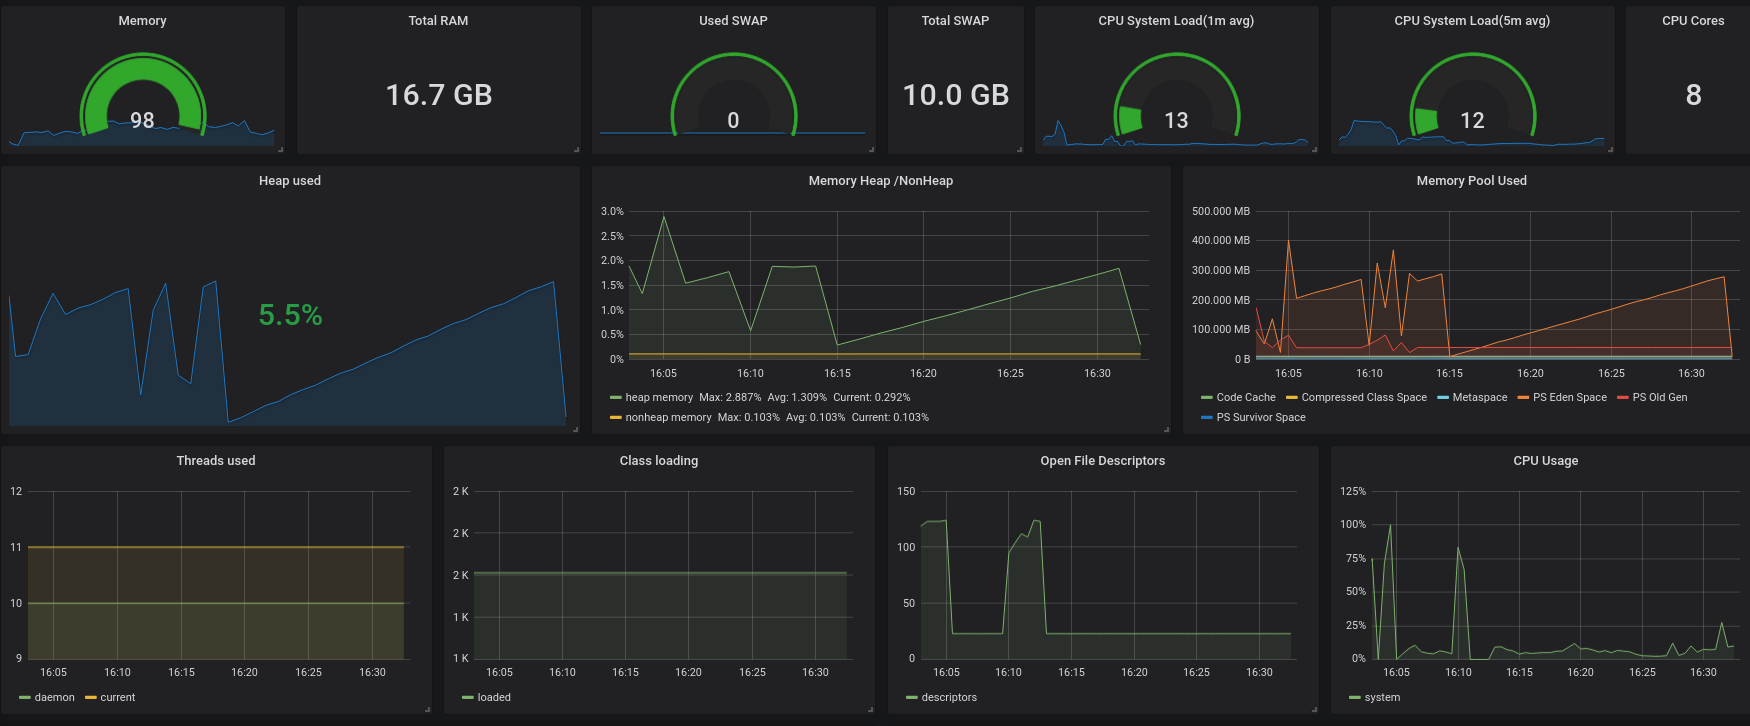 Memory
98
Total RAM
16.7 GB
Used SWAP
0
Total SWAP
10.0 GB
CPU System Load(1m avg)
13
CPU System Load(5m avg)
12
CPU Cores
8
Heap used
5.5%
Memory Heap /NonHeap
3.0%
2.5%
2.0%
1.5%
1.0%
0.5%
0%
16:05 16:10 16:15 16:20 16:25 16:30
heap memory Max: 2.887% Avg: 1.309% Current: 0.292%
nonheap memory Max: 0.103% Avg: 0.103% Current: 0.103%
Memory Pool Used
500.000 MB
400.000 MB
300.000 MB
200.000 MB
100.000 MB
0 B
16:05 16:10 16:15 16:20 16:25 16:30
Code Cache Compressed Class Space Metaspace PS Eden Space PS Old Gen
PS Survivor Space
Threads used
12
11
10
9
16:05 16:10 16:15 16:20 16:25 16:30
daemon current
Class loading
2 K
2 K
2 K
1 K
1 K
16:05 16:10 16:15 16:20 16:25 16:30
loaded
Open File Descriptors
150
100
50
0
16:05 16:10 16:15 16:20 16:25 16:30
descriptors
CPU Usage
125%
100%
75%
50%
25%
0%
16:05 16:10 16:15 16:20 16:25 16:30
system